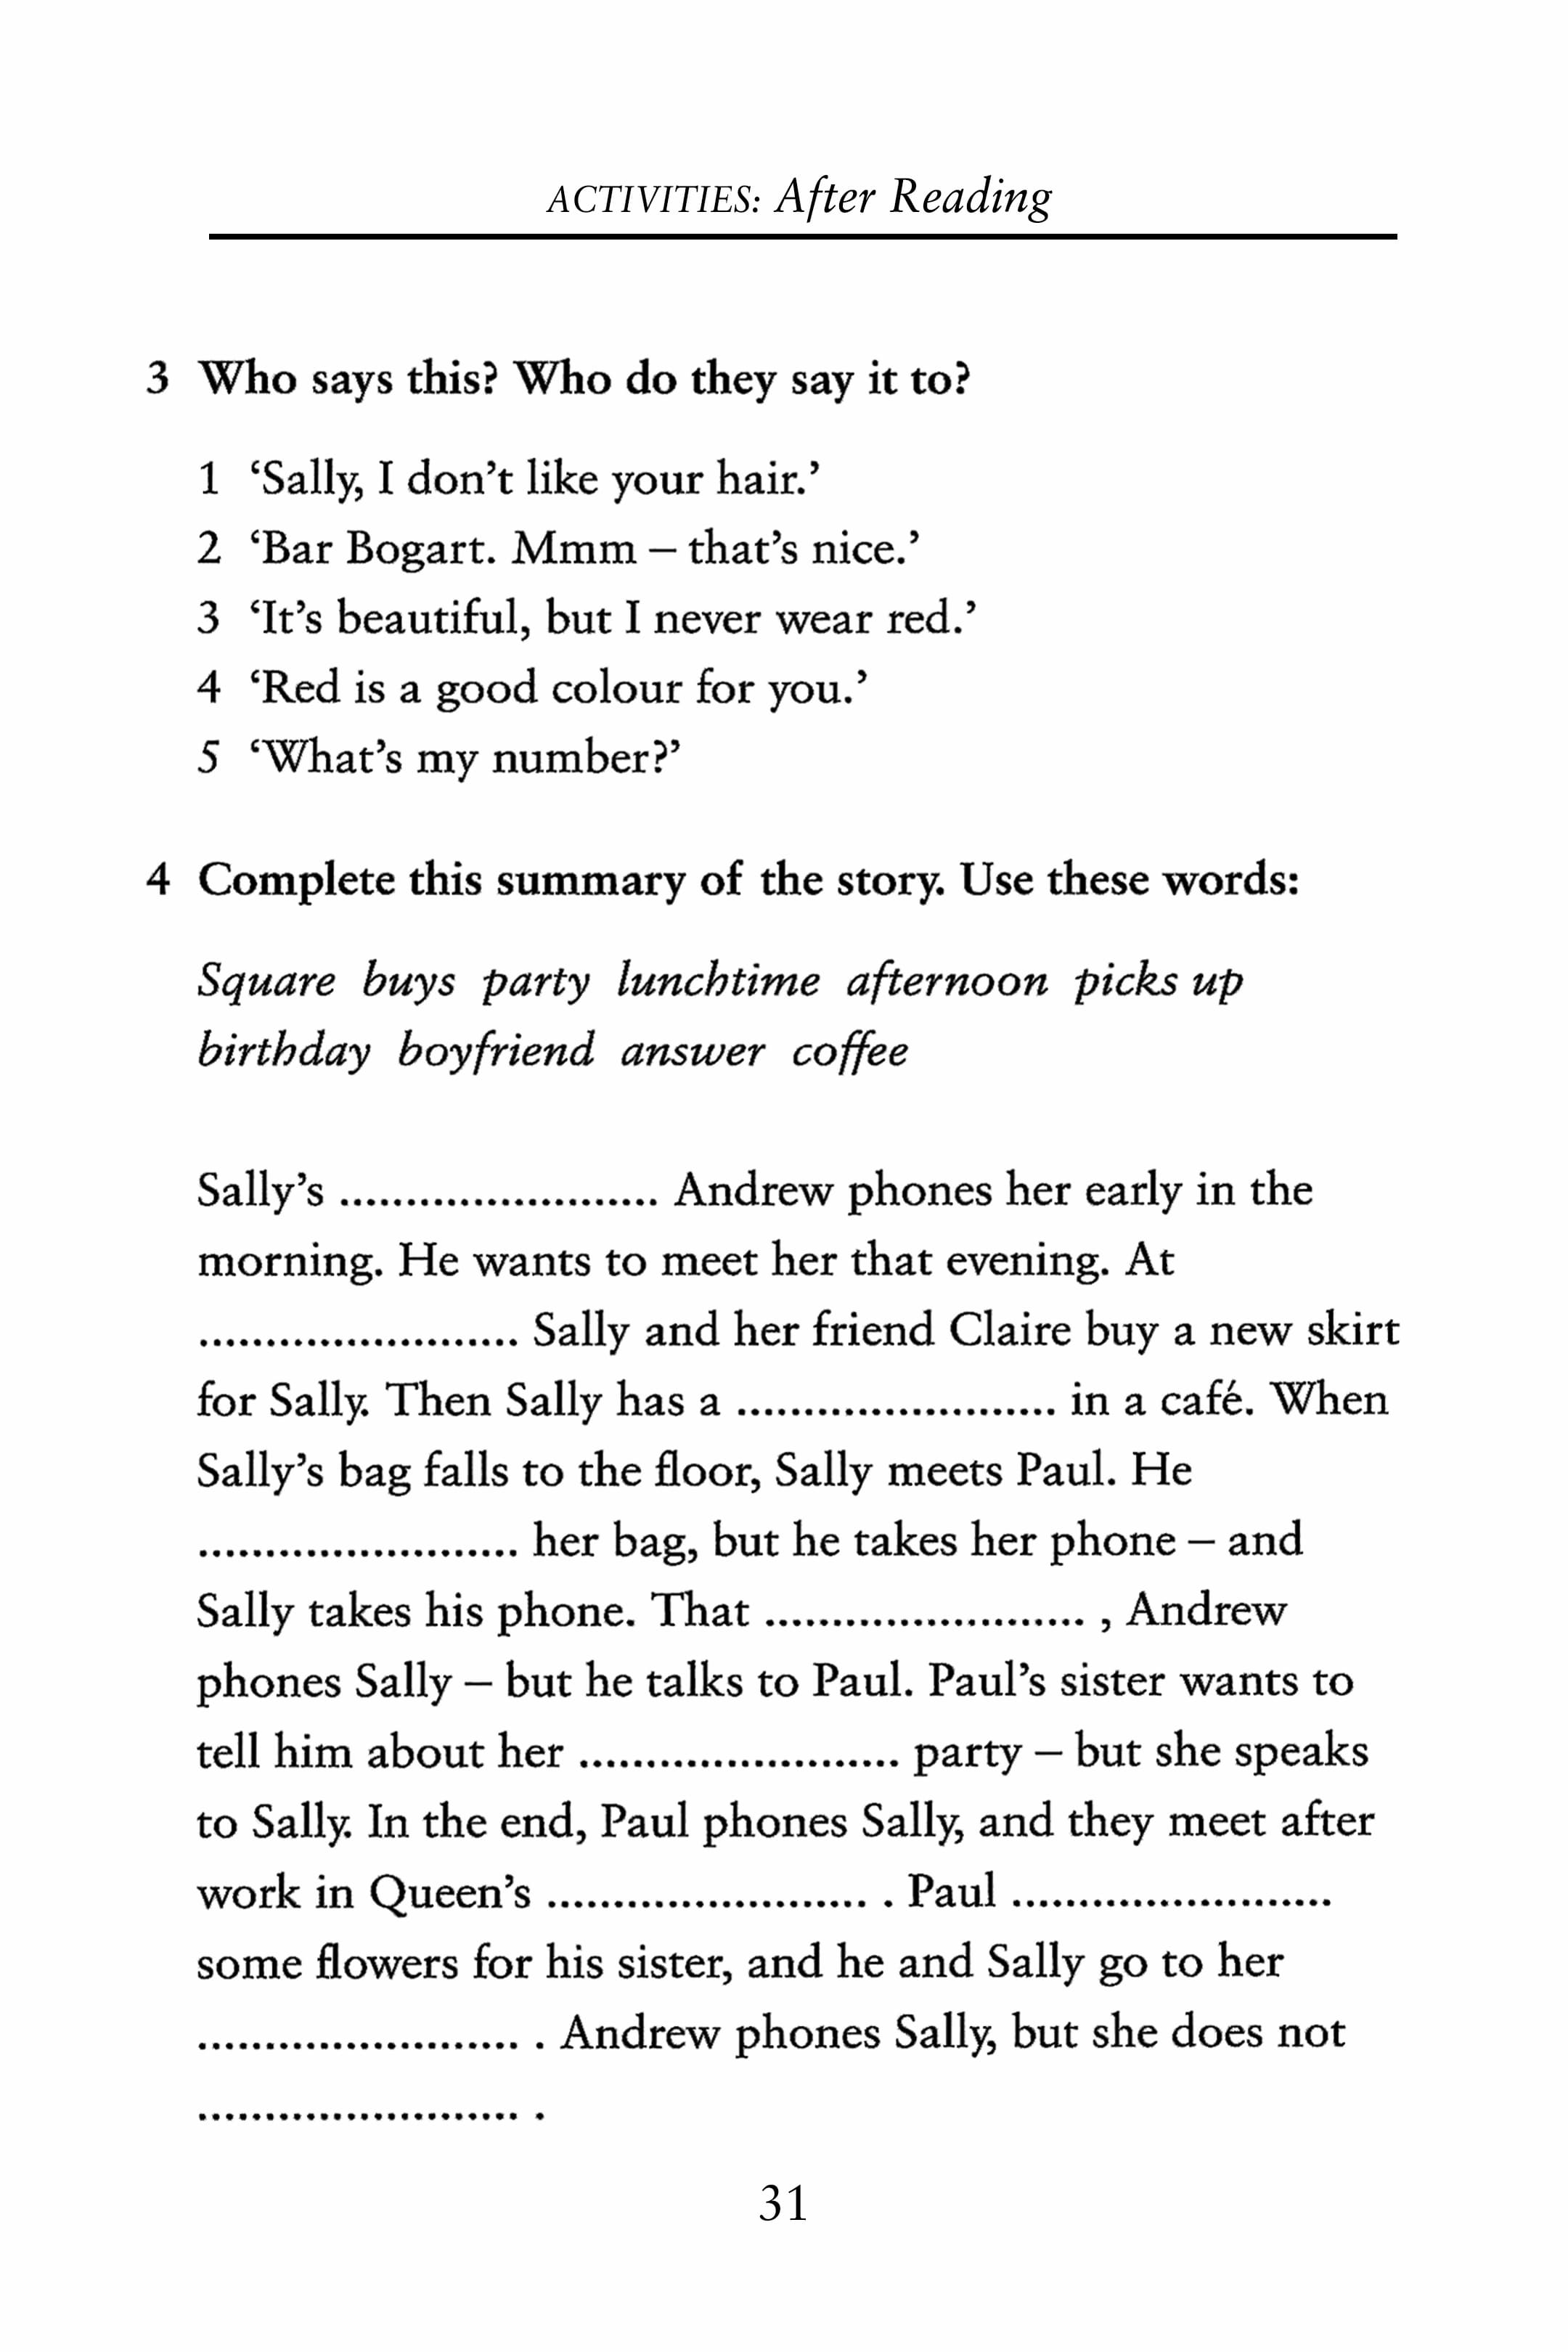 ACTIVITIES: After Reading
3 Who says this? Who do they say it to?
1 ‘Sally, I don’t like your hair.’
2 ‘Bar Bogart. Mmm – that’s nice.’
3 ‘It’s beautiful, but I never wear red.’
4 ‘Red is a good colour for you.’
5 ‘What’s my number?’
4 Complete this summary of the story. Use these words:
Square buys party lunchtime afternoon picks up
birthday boyfriend answer coffee
Sally’s ........................ Andrew phones her early in the
morning. He wants to meet her that evening. At
........................ Sally and her friend Claire buy a new skirt
for Sally. Then Sally has a ........................ in a café. When
Sally’s bag falls to the floor, Sally meets Paul. He
........................ her bag, but he takes her phone – and
Sally takes his phone. That ........................ , Andrew
phones Sally – but he talks to Paul. Paul’s sister wants to
tell him about her ........................ party – but she speaks
to Sally. In the end, Paul phones Sally, and they meet after
work in Queen’s ........................ . Paul ........................
some flowers for his sister, and he and Sally go to her
........................ . Andrew phones Sally, but she does not
........................ .
31